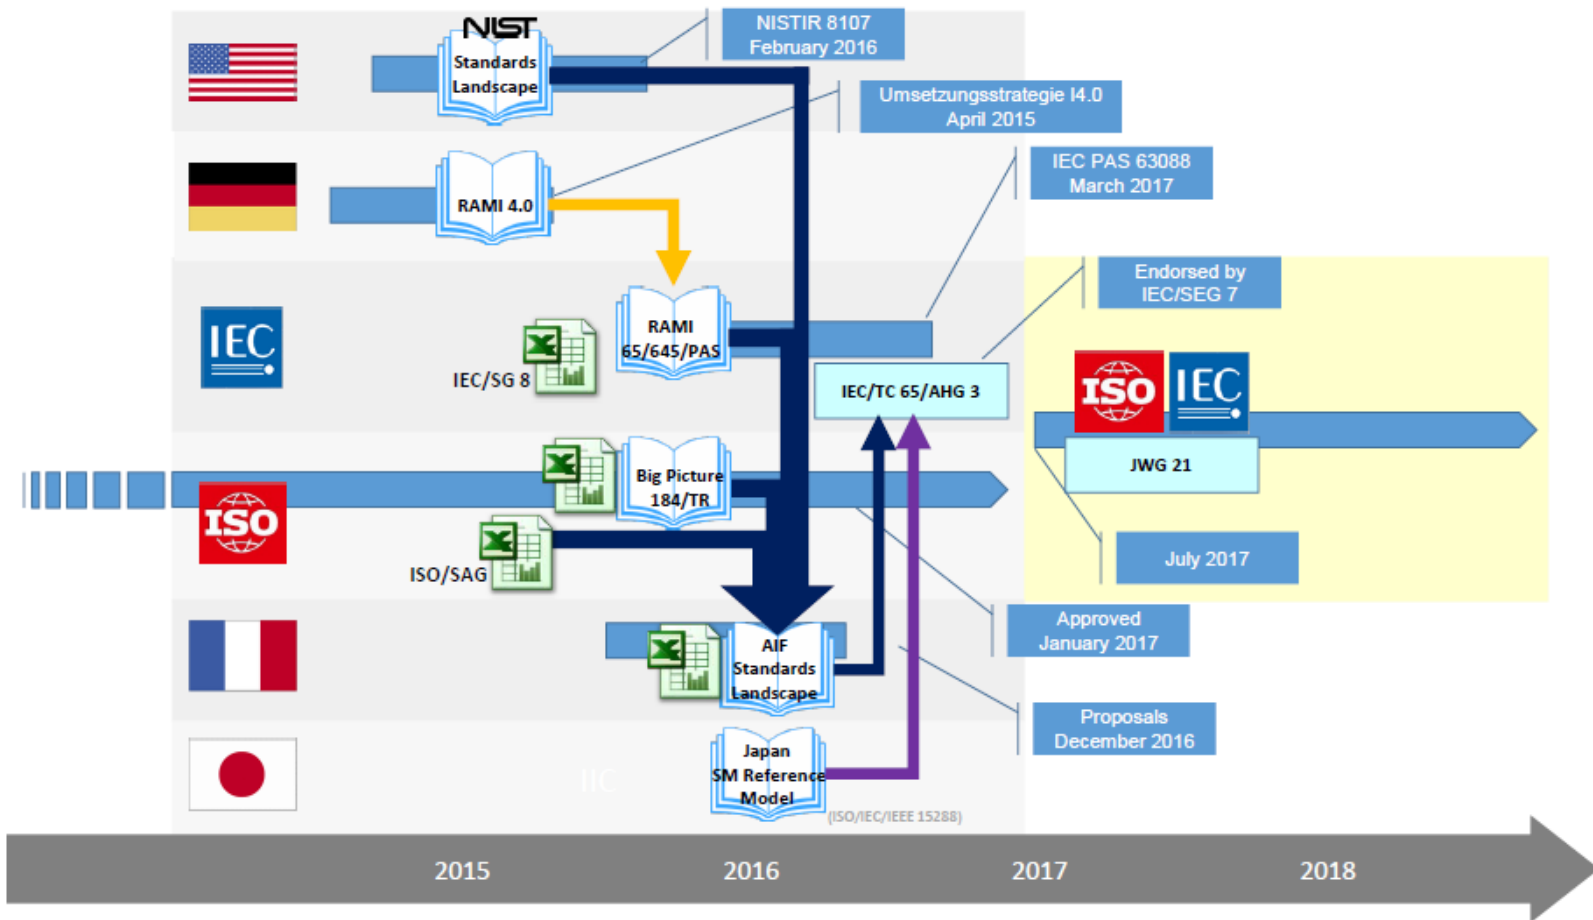 NIST
Standards
Landscape
NISTIR 8107
February 2016
Umsetzungsstrategie I4.0
April 2015
RAMI 4.0
IEC PAS 63088
March 2017
IEC
IEC/SG 8
RAMI
65/645/PAS
Endorsed by
IEC/SEG 7
IEC/TC 65/AHG 3
ISO
IEC
JWG 21
ISO
Big Picture
184/TR
ISO/SAG
July 2017
AIF
Standards
Landscape
Approved
January 2017
Proposals
December 2016
IIC
Japan
SM Reference
Model
(ISO/IEC/IEEE 15288)
2015
2016
2017
2018